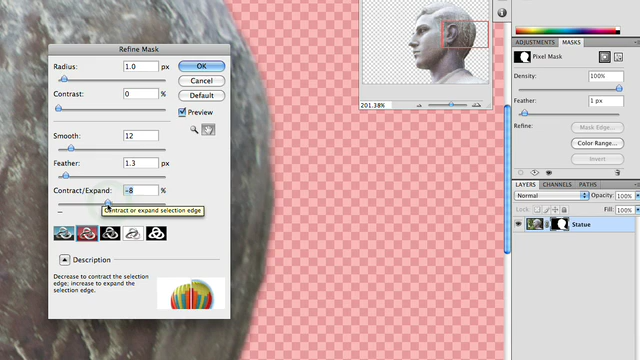 Refine Mask
Radius: 1.0 px
OK
Cancel
Contrast: 0 %
Default
Preview
Smooth: 12
Feather: 1.3 px
Contract/Expand: -8 %
Contract or expand selection edge
Description
Decrease to contract the selection
edge; increase to expand the
selection edge.
201.38%
ADJUSTMENTS MASKS
Pixel Mask
Density: 100%
Feather: 1 px
Refine: Mask Edge...
Color Range...
Invert
LAYERS CHANNELS PATHS
Normal Opacity: 100%
Lock: Fill: 100%
Statue